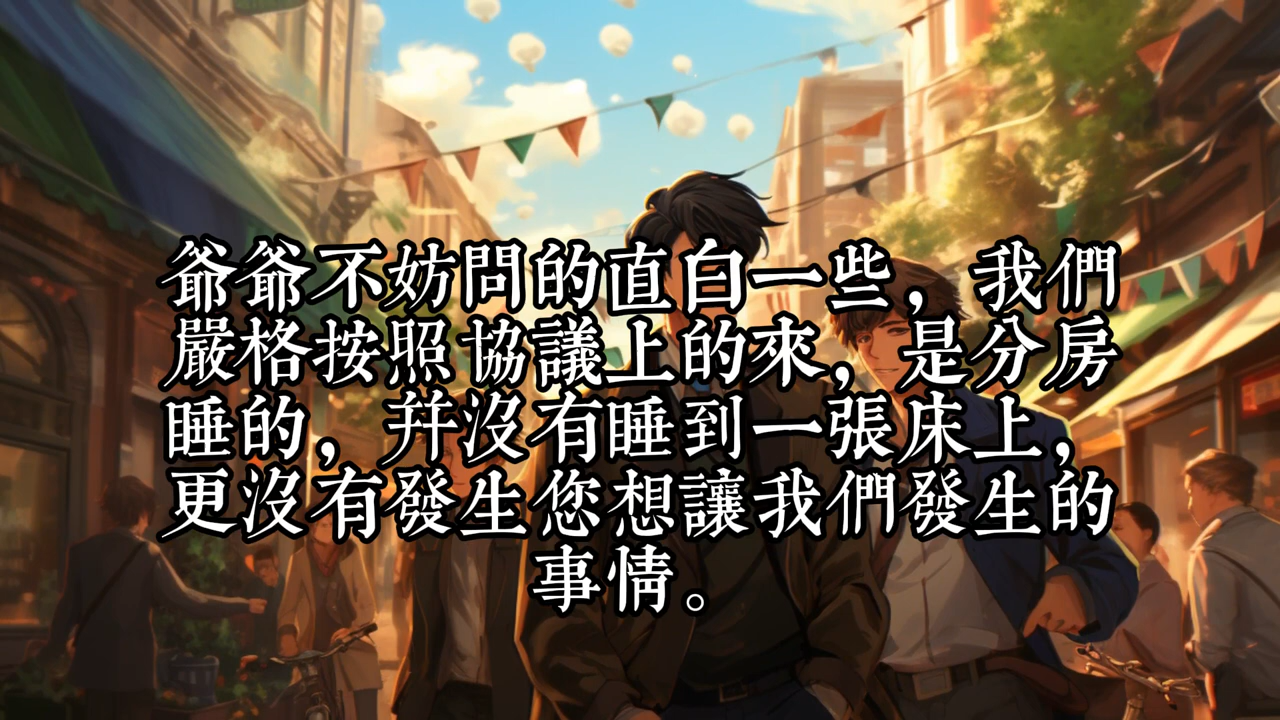 爺爺不妨問的直白一些，我們
嚴格按照協議上的來，是分房
睡的，并沒有睡到一張床上，
更沒有發生您想讓我們發生的
事情。